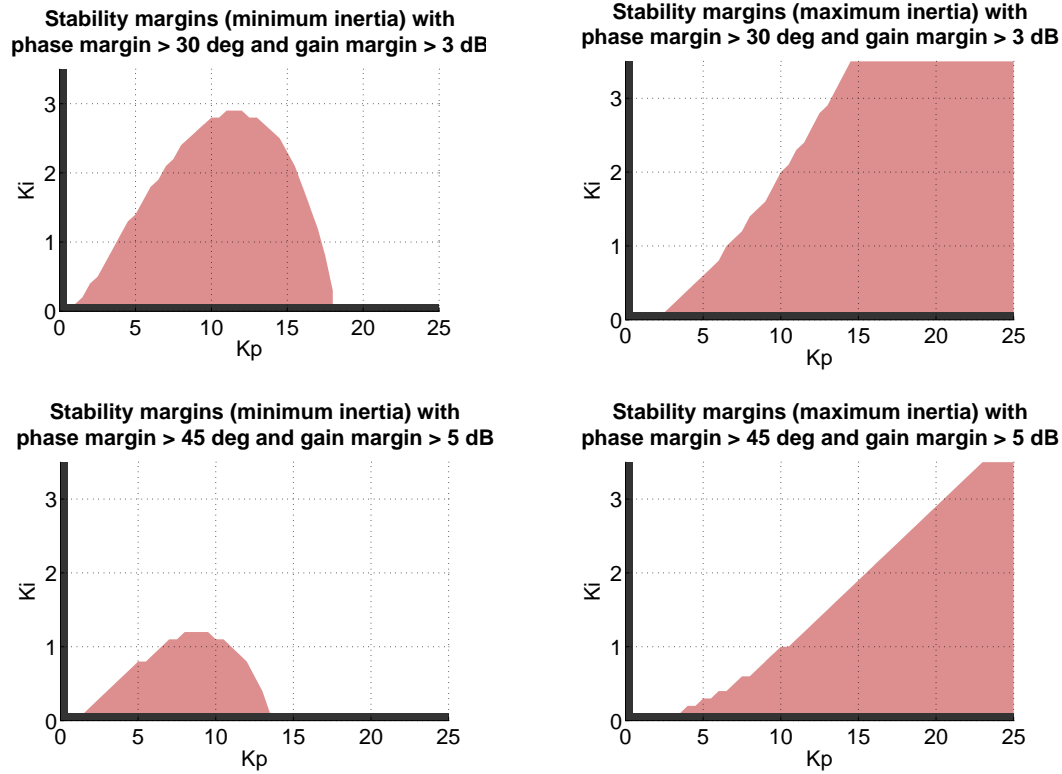 Stability margins (minimum inertia) with
phase margin > 30 deg and gain margin > 3 dB
3
2
1
0
Ki
0 5 10 15 20 25
Kp
Stability margins (maximum inertia) with
phase margin > 30 deg and gain margin > 3 dB
3
2
1
0
Ki
0 5 10 15 20 25
Kp
Stability margins (minimum inertia) with
phase margin > 45 deg and gain margin > 5 dB
3
2
1
0
Ki
0 5 10 15 20 25
Kp
Stability margins (maximum inertia) with
phase margin > 45 deg and gain margin > 5 dB
3
2
1
0
Ki
0 5 10 15 20 25
Kp